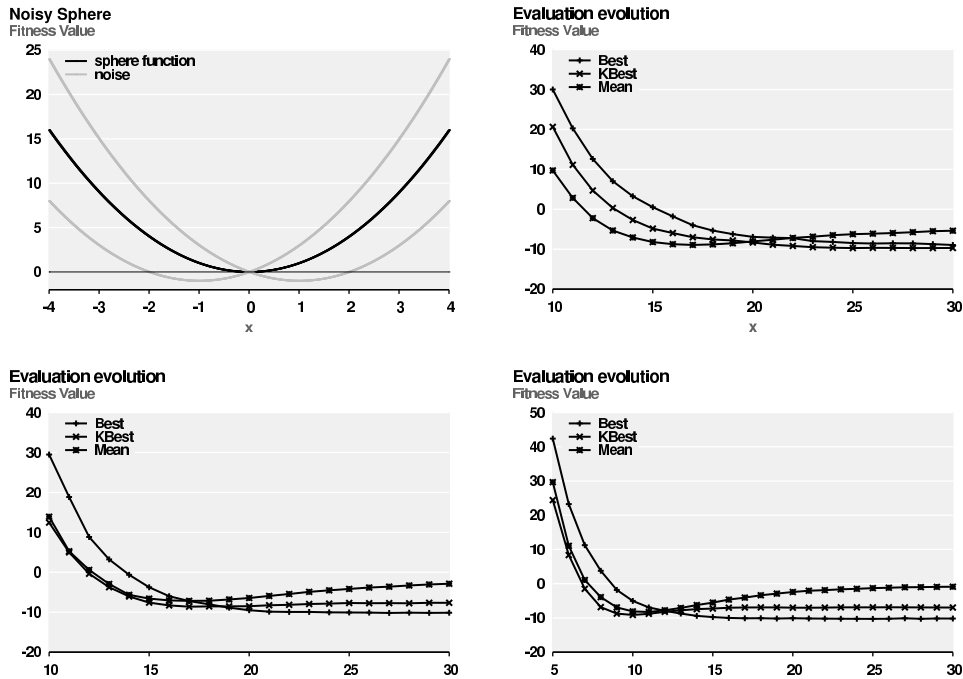 Noisy Sphere
Fitness Value
25
20
15
10
5
0
sphere function
noise
-4 -3 -2 -1 0 1 2 3 4
x
Evaluation evolution
Fitness Value
40
30
20
10
0
-10
-20
Best
KBest
Mean
10 15 20 25 30
x
Evaluation evolution
Fitness Value
40
30
20
10
0
-10
-20
Best
KBest
Mean
10 15 20 25 30
Evaluation evolution
Fitness Value
50
40
30
20
10
0
-10
-20
Best
KBest
Mean
5 10 15 20 25 30